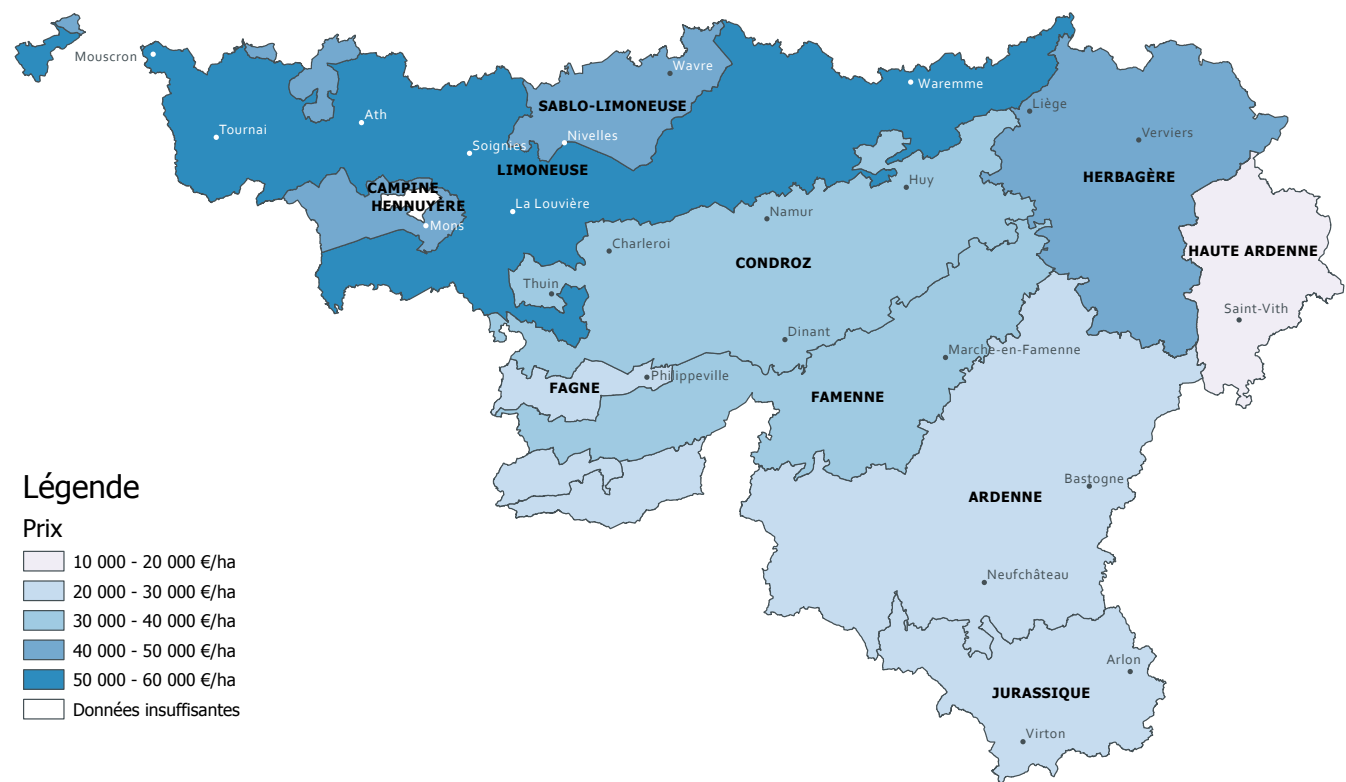 Mouscron
Wavre
SABLO-LIMONEUSE
Waremme
Liège
Ath
Tournai
Nivelles
Verviers
Soignies
LIMONEUSE
HERBAGÈRE
CAMPINE
HENNUYÈRE
Huy
La Louvière
Mons
Namur
Charleroi
CONDROZ
HAUTE ARDENNE
Thuin
Saint-Vith
Dinant
Marche-en-Famenne
Philippeville
FAGNE
FAMENNE
Bastogne
ARDENNE
Neufchâteau
Arlon
JURASSIQUE
Virton
Légende
Prix
10 000 - 20 000 €/ha
20 000 - 30 000 €/ha
30 000 - 40 000 €/ha
40 000 - 50 000 €/ha
50 000 - 60 000 €/ha
Données insuffisantes